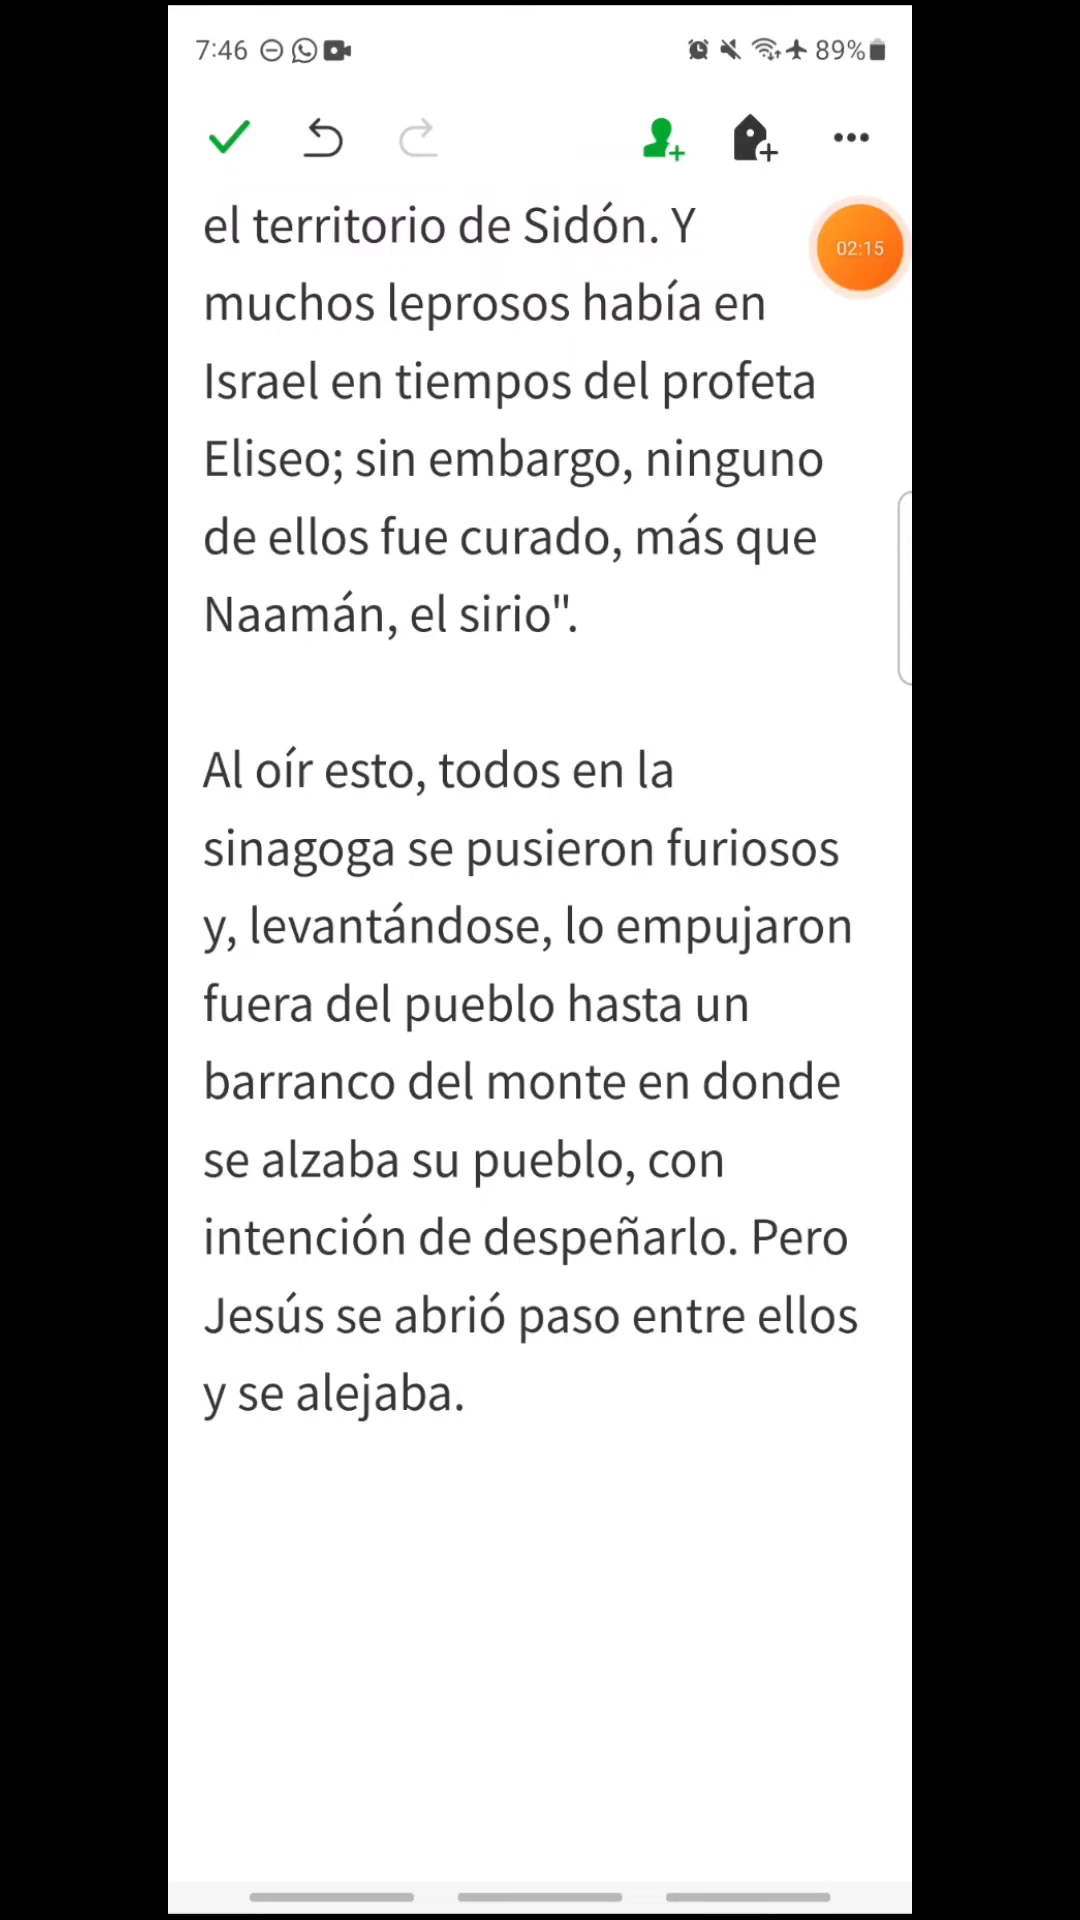 7:46
89%
02:15
el territorio de Sidón. Y
muchos leprosos había en
Israel en tiempos del profeta
Eliseo; sin embargo, ninguno
de ellos fue curado, más que
Naamán, el sirio".
Al oír esto, todos en la
sinagoga se pusieron furiosos
y, levantándose, lo empujaron
fuera del pueblo hasta un
barranco del monte en donde
se alzaba su pueblo, con
intención de despeñarlo. Pero
Jesús se abrió paso entre ellos
y se alejaba.